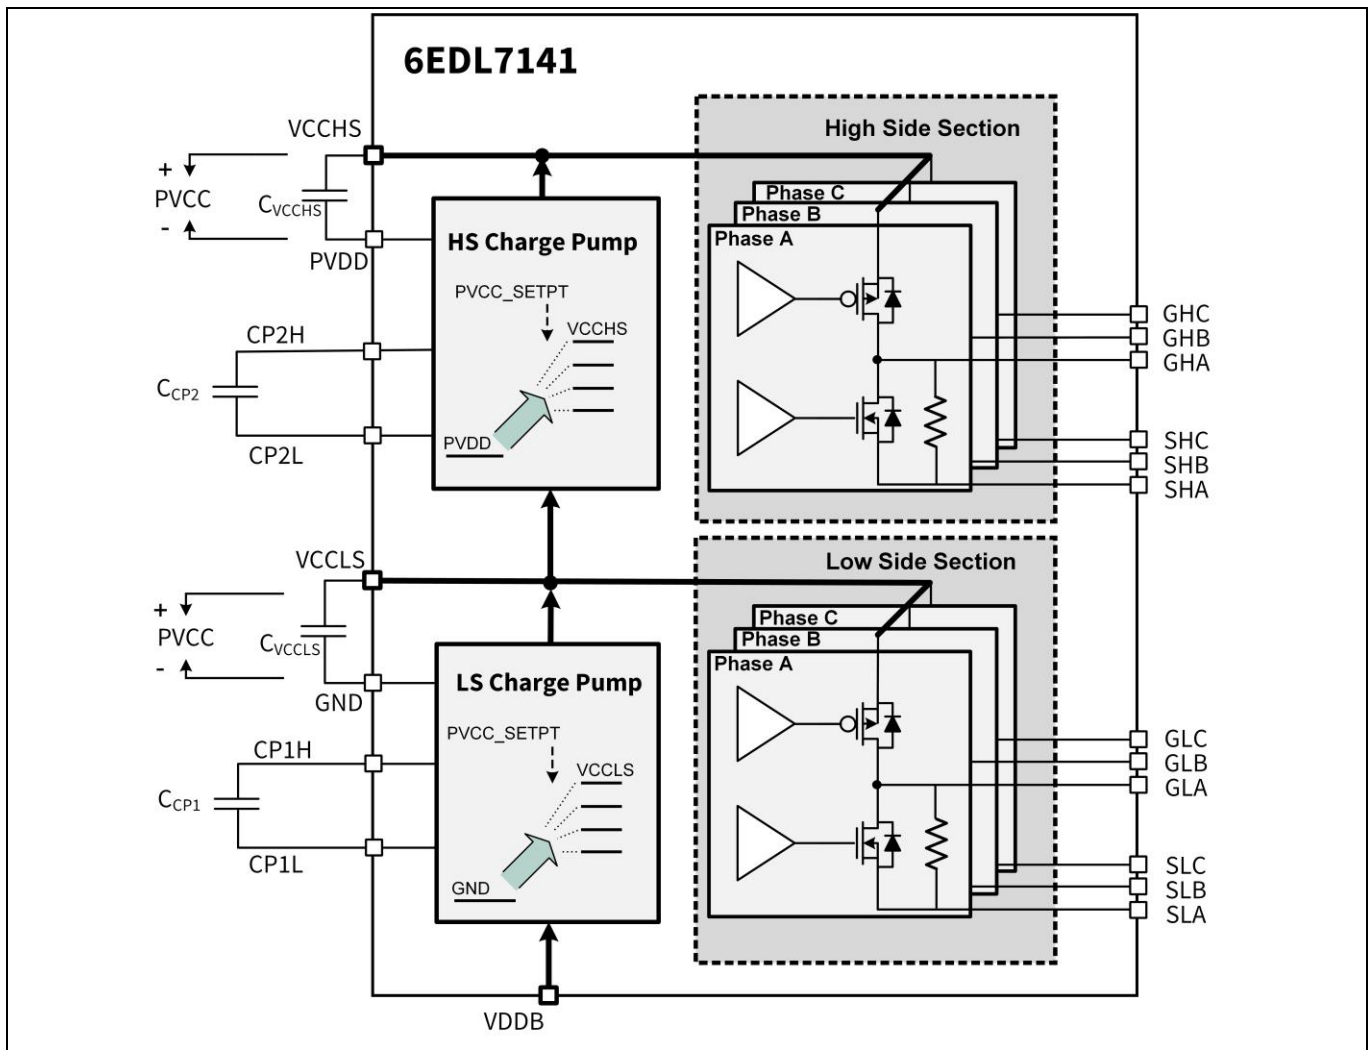 6EDL7141
VCCHS
+
PVCC
-
CVCCHS
PVDD
HS Charge Pump
PVCC_SETPT
VCCHS
PVDD
CP2H
CCP2
CP2L
High Side Section
Phase C
Phase B
Phase A
GHC
GHB
GHA
SHC
SHB
SHA
VCCLS
+
PVCC
-
CVCCLS
GND
LS Charge Pump
PVCC_SETPT
VCCLS
GND
CP1H
CCP1
CP1L
VDDB
Low Side Section
Phase C
Phase B
Phase A
GLC
GLB
GLA
SLC
SLB
SLA